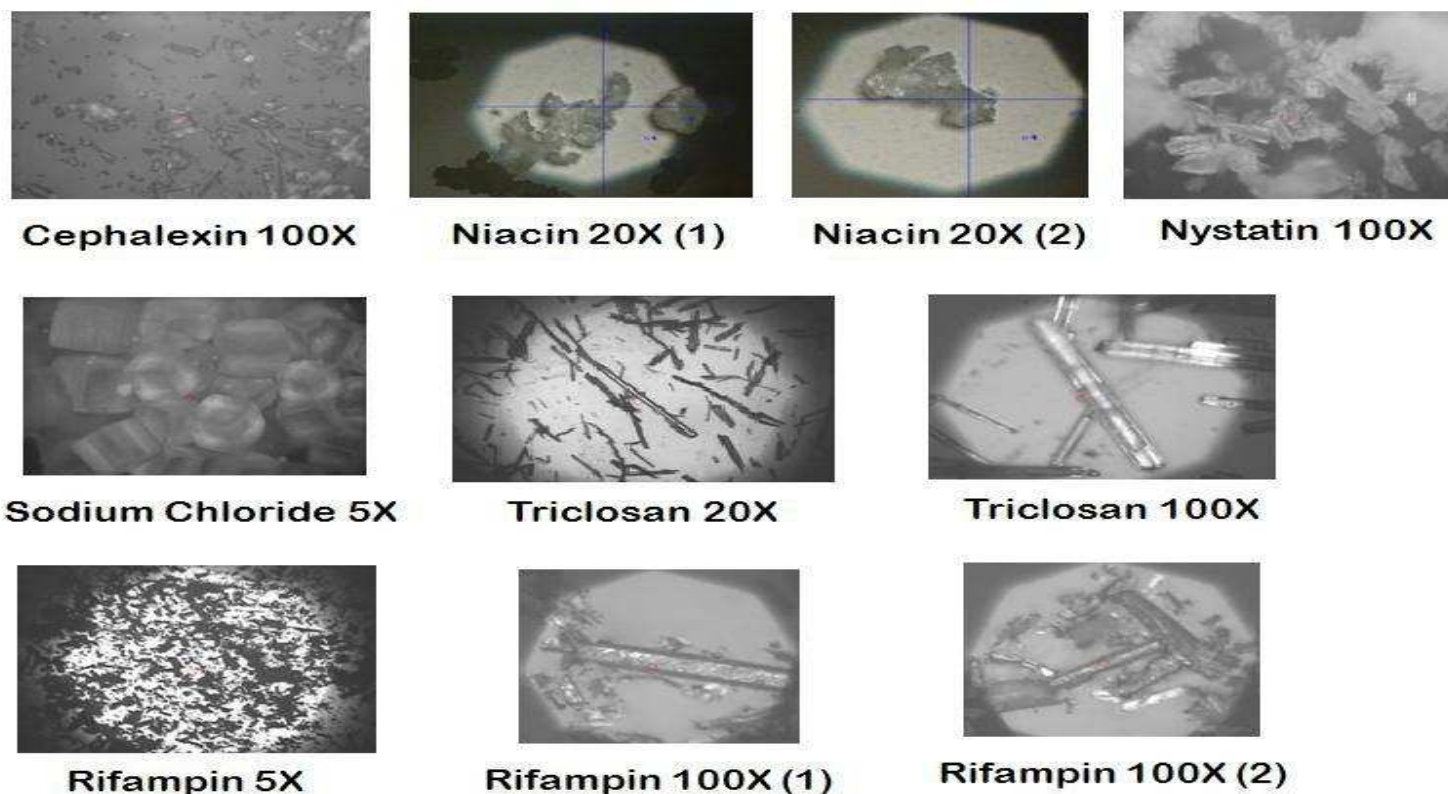 Cephalexin 100X
Niacin 20X (1)
Niacin 20X (2)
Nystatin 100X
Sodium Chloride 5X
Triclosan 20X
Triclosan 100X
Rifampin 5X
Rifampin 100X (1)
Rifampin 100X (2)